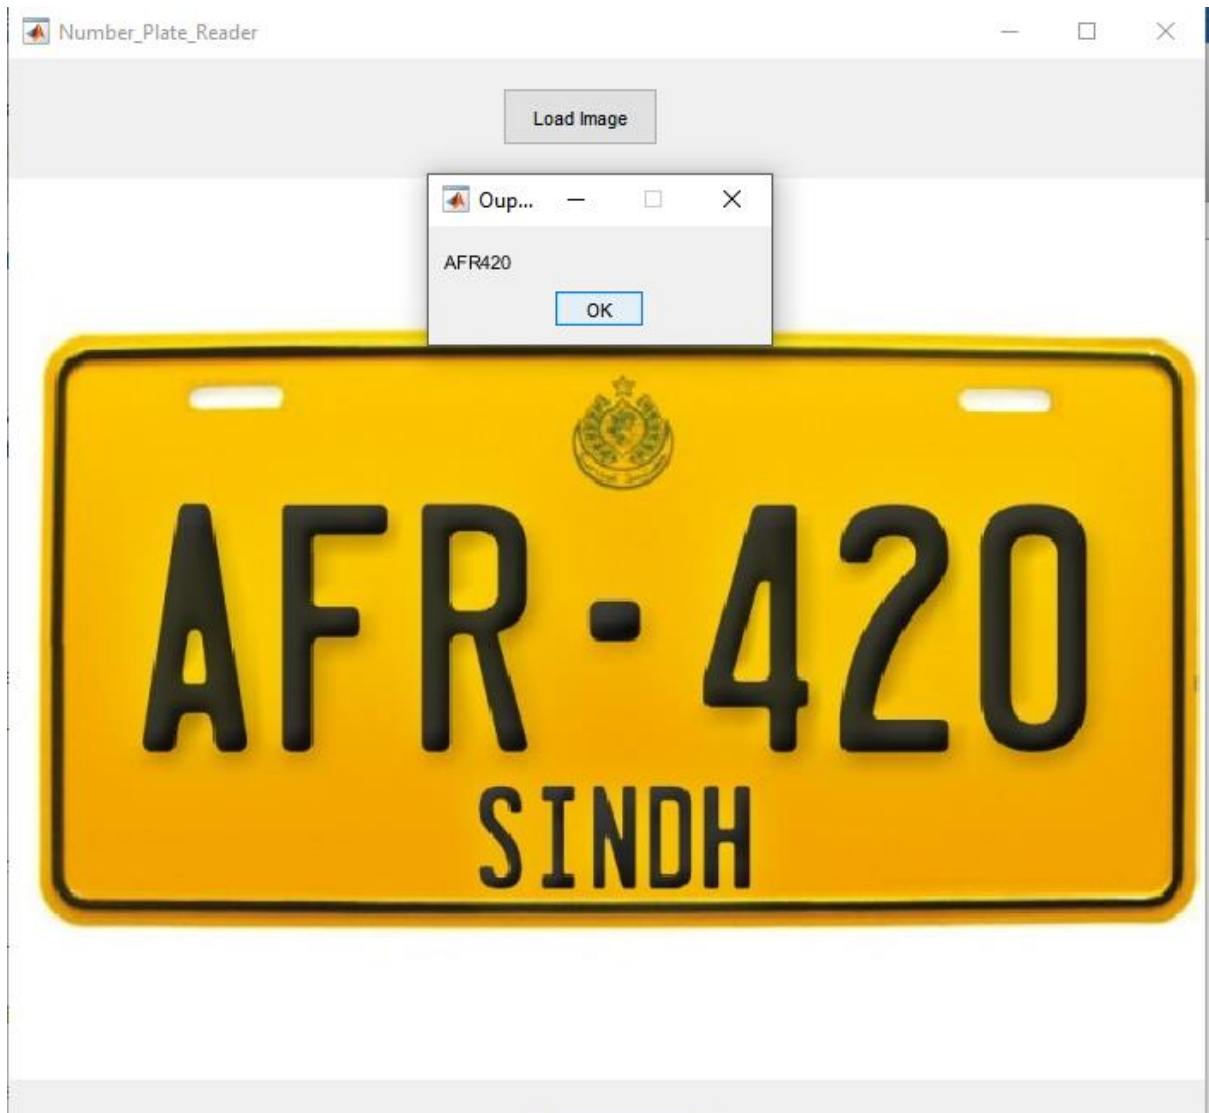 Number_Plate_Reader
Load Image
Oup...
AFR420
OK
AFR-420
SINDH